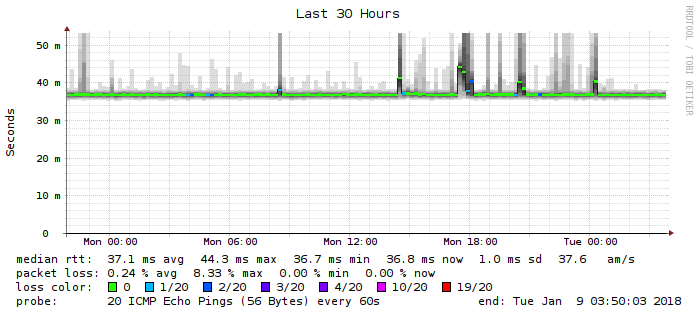 Last 30 Hours
RRDTOOL / TOBI OETIKER
Seconds
50 m
40 m
30 m
20 m
10 m
0
Mon 00:00 Mon 06:00 Mon 12:00 Mon 18:00 Tue 00:00
median rtt: 37.1 ms avg 44.3 ms max 36.7 ms min 36.8 ms now 1.0 ms sd 37.6 am/s
packet loss: 0.24 % avg 8.33 % max 0.00 % min 0.00 % now
loss color: 0 1/20 2/20 3/20 4/20 10/20 19/20
probe: 20 ICMP Echo Pings (56 Bytes) every 60s end: Tue Jan 9 03:50:03 2018